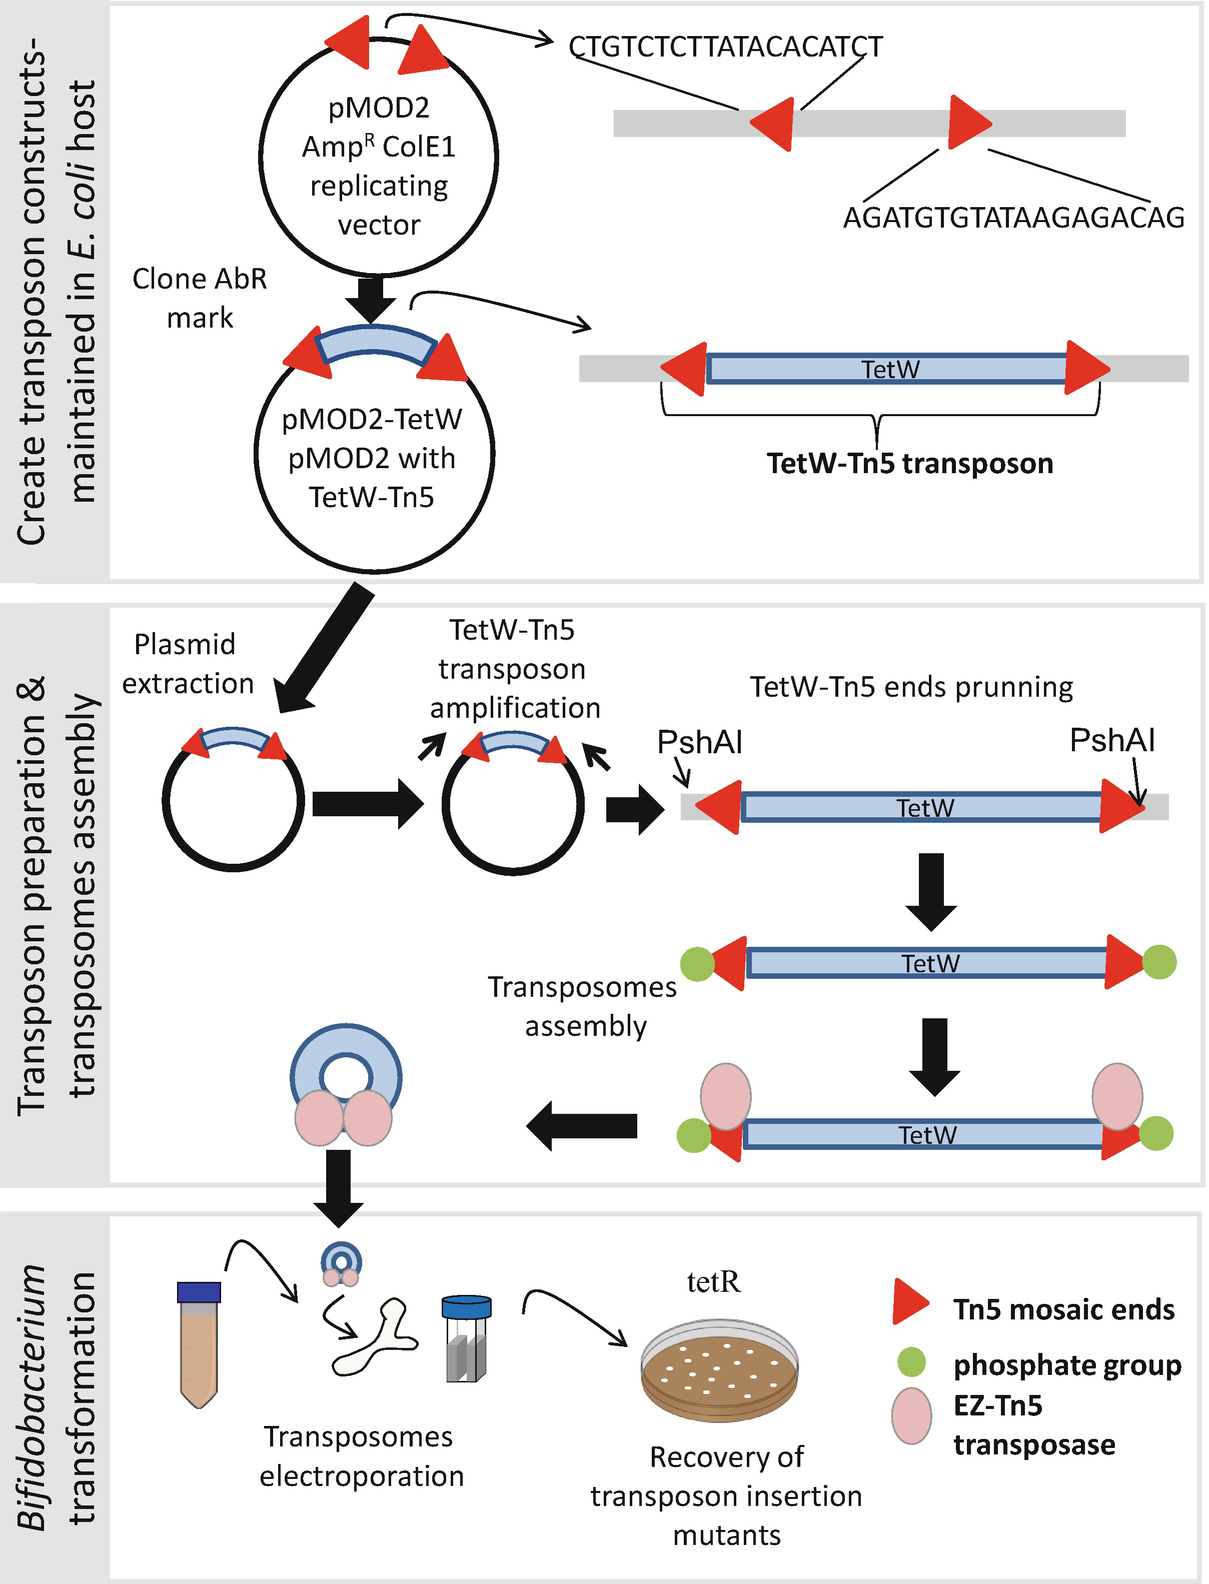 Create transposon constructs-
maintained in E. coli host
pMOD2
AmpR ColE1
replicating
vector
CTGTCTCTTATACACATCT
AGATGTGTATAAGAGACAG
Clone AbR
mark
pMOD2-TetW
pMOD2 with
TetW-Tn5
TetW
TetW-Tn5 transposon
Transposon preparation &
transposomes assembly
Plasmid
extraction
TetW-Tn5
transposon
amplification
TetW-Tn5 ends prunning
PshAI
PshAI
TetW
TetW
Transposomes
assembly
TetW
Bifidobacterium
transformation
Transposomes
electroporation
tetR
Recovery of
transposon insertion
mutants
Tn5 mosaic ends
phosphate group
EZ-Tn5
transposase